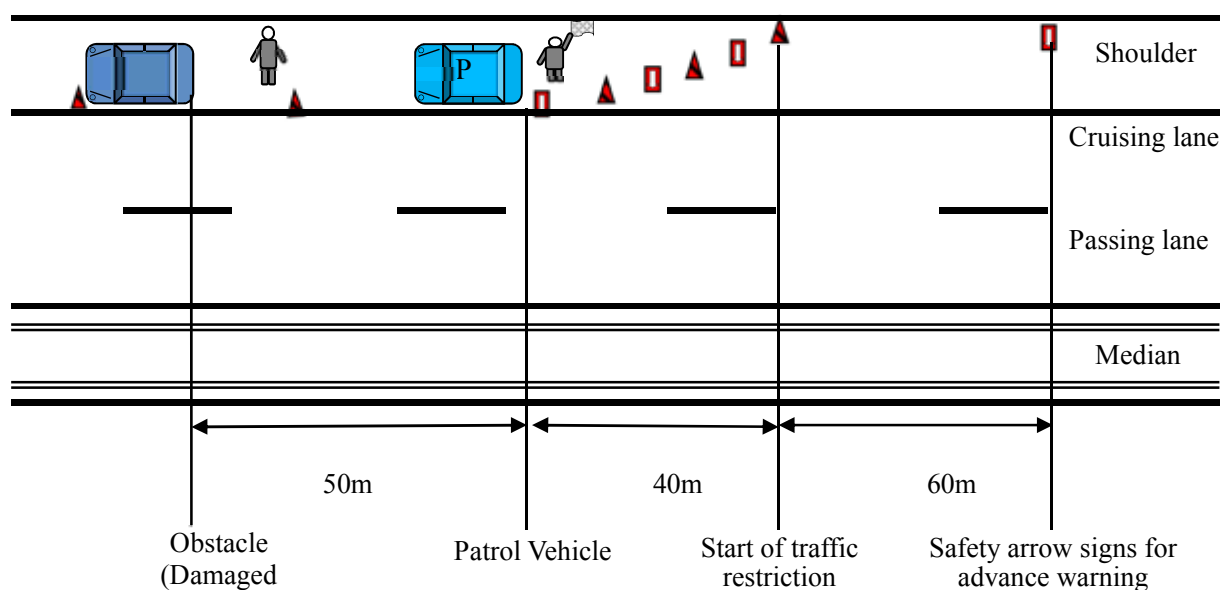 P
Shoulder
Cruising lane
Passing lane
Median
50m
40m
60m
Obstacle
(Damaged
Patrol Vehicle
Start of traffic
restriction
Safety arrow signs for
advance warning